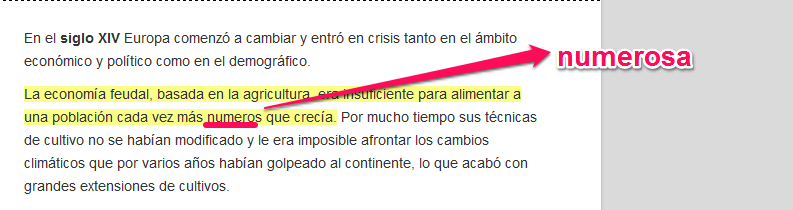 En el siglo XIV Europa comenzó a cambiar y entró en crisis tanto en el ámbito
económico y político como en el demográfico.
numerosa
La economía feudal, basada en la agricultura, era insuficiente para alimentar a
una población cada vez más numeros que crecía. Por mucho tiempo sus técnicas
de cultivo no se habían modificado y le era imposible afrontar los cambios
climáticos que por varios años habían golpeado al continente, lo que acabó con
grandes extensiones de cultivos.